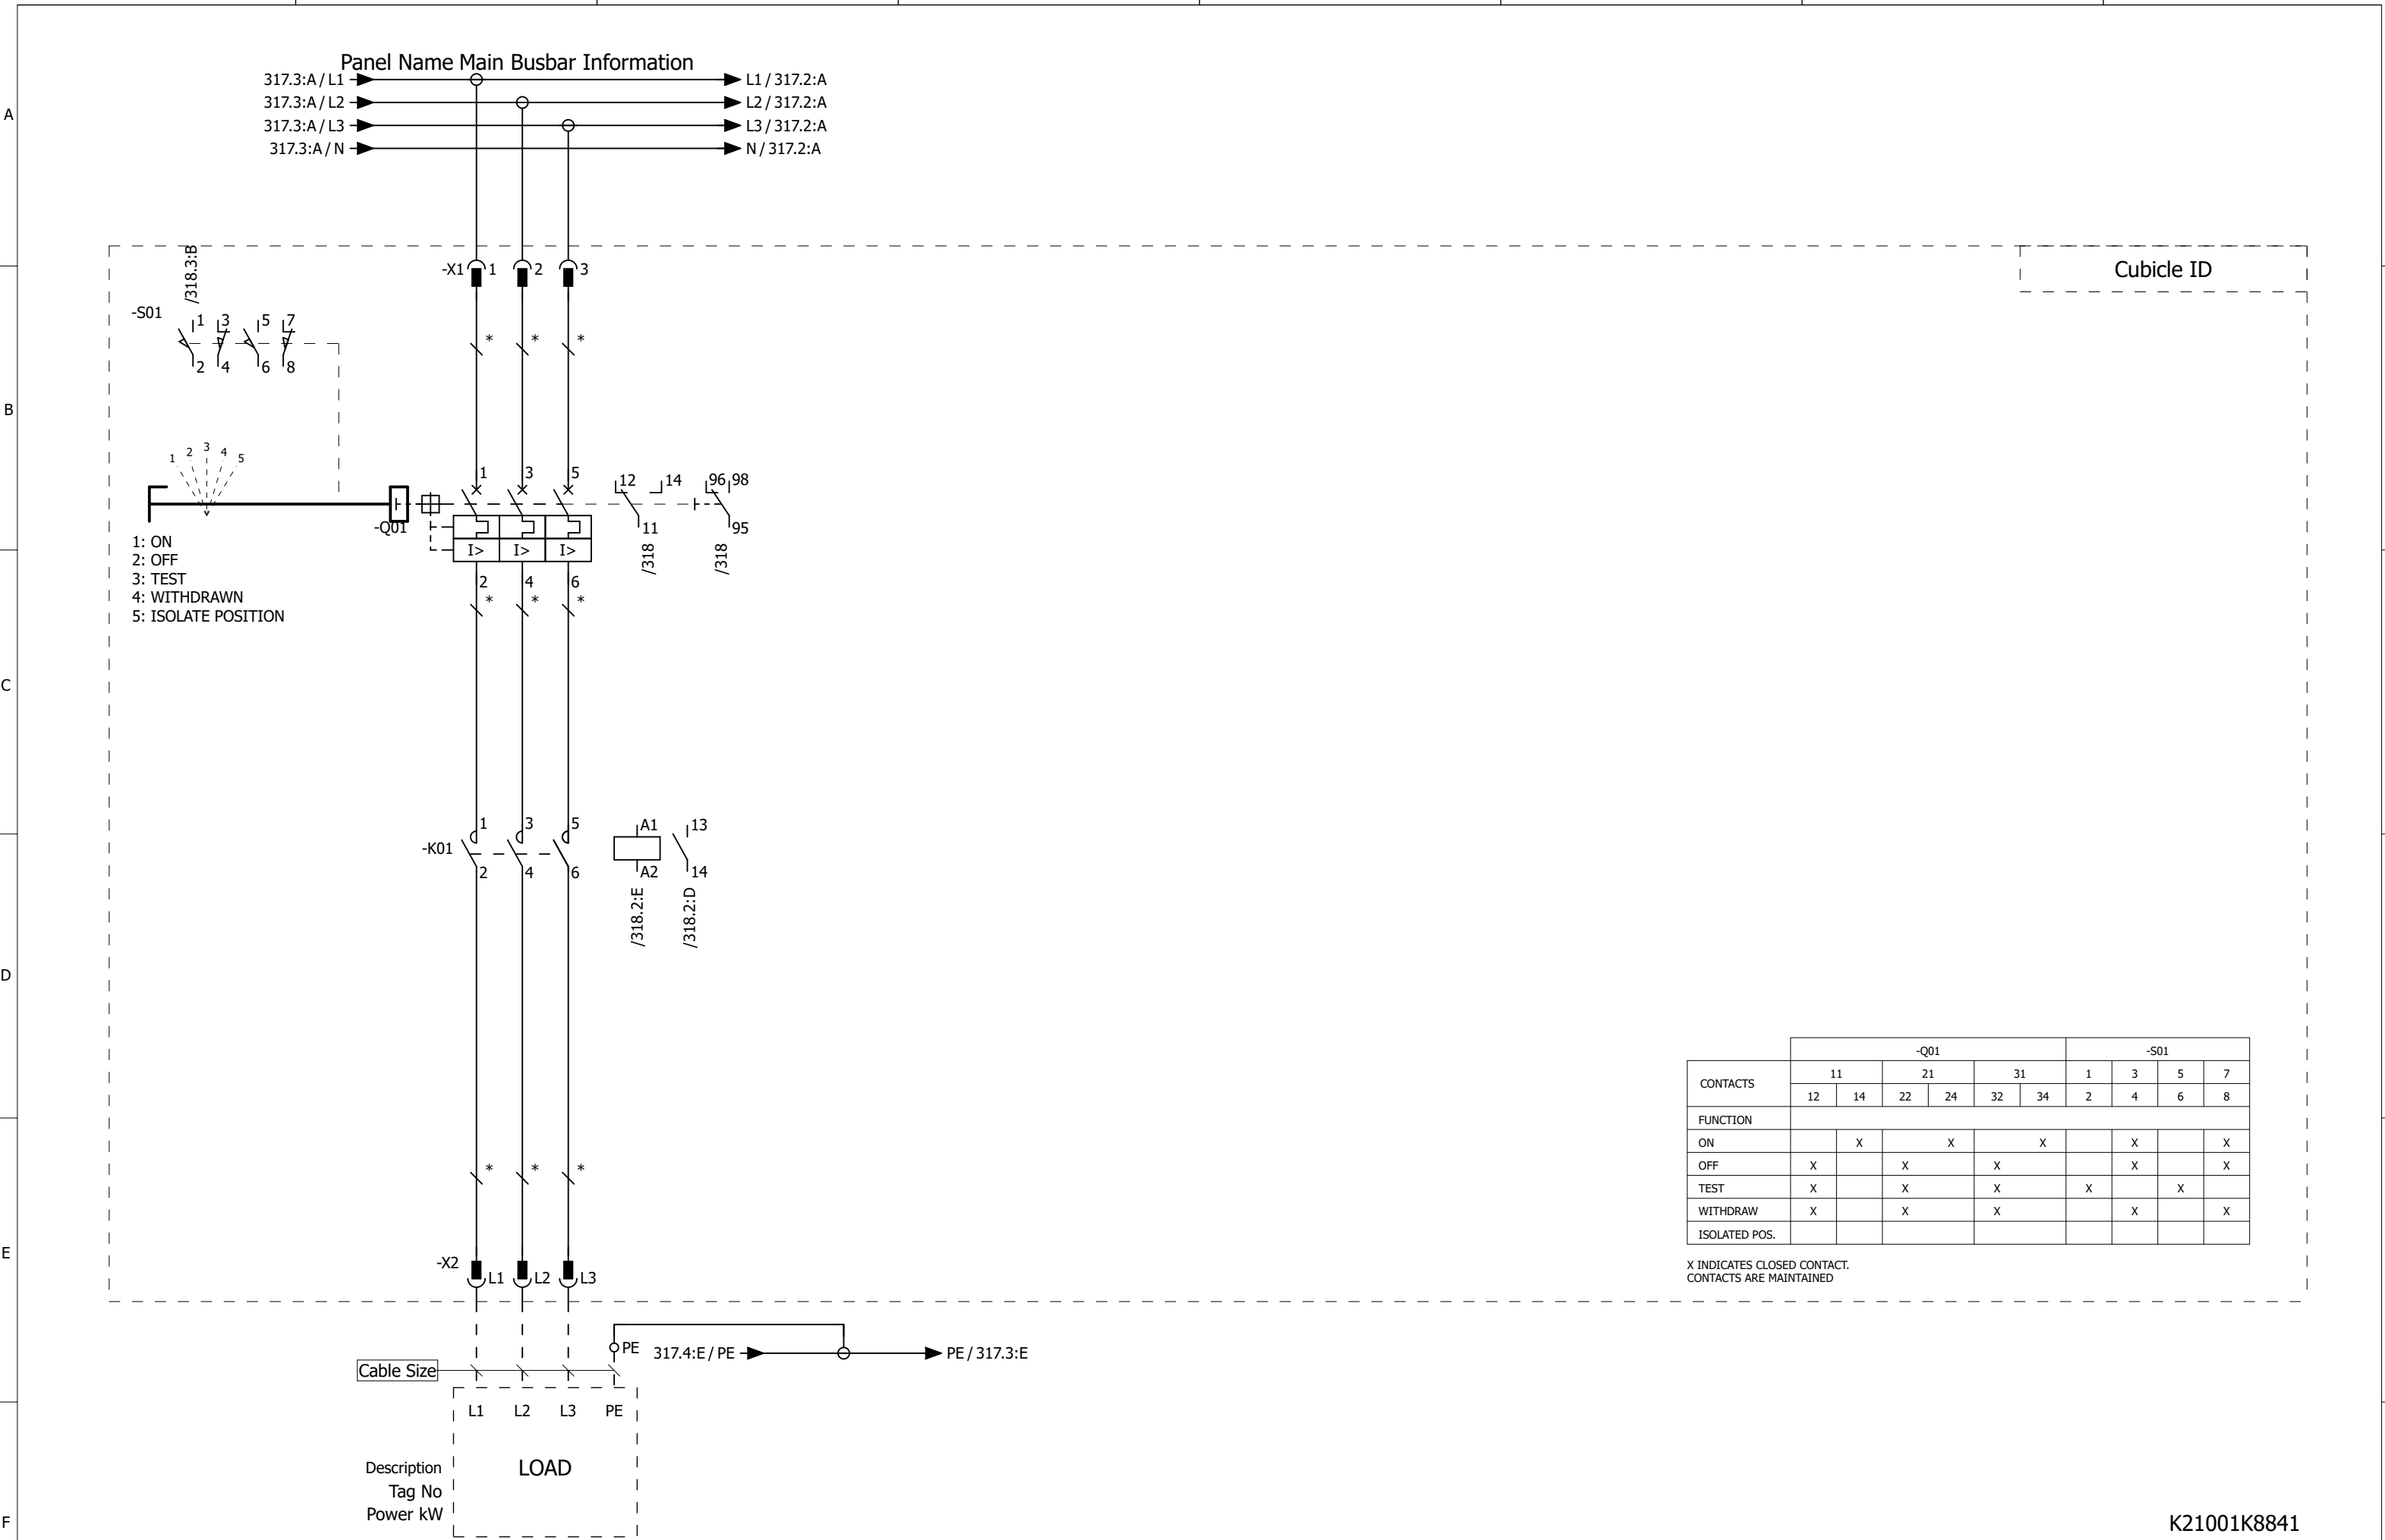 Panel Name Main Busbar Information
317.3:A / L1 L1 / 317.2:A
317.3:A / L2 L2 / 317.2:A
317.3:A / L3 L3 / 317.2:A
317.3:A / N N / 317.2:A
A
/318.3:B
-X1 1 2 3
Cubicle ID
-S01
1 3 5 7
* * *
2 4 6 8
B
1 2 3 4 5
1 3 5
12 14 96 98
-Q01
11 95
1: ON
2: OFF
3: TEST
4: WITHDRAWN
5: ISOLATE POSITION
I> I> I>
/318 /318
2 4 6
* * *
C
1 3 5 A1 13
-K01
2 4 6 A2 14
/318.2:E /318.2:D
D
-Q01 -S01
CONTACTS
11 21 31 1 3 5 7
12 14 22 24 32 34 2 4 6 8
FUNCTION
ON X X X X X
OFF X X X X X
TEST X X X X X
WITHDRAW X X X X X
ISOLATED POS.
X INDICATES CLOSED CONTACT.
CONTACTS ARE MAINTAINED
* * *
E
-X2 L1 L2 L3
PE 317.4:E / PE PE / 317.3:E
Cable Size
L1 L2 L3 PE
LOAD
Description
Tag No
Power kW
F
K21001K8841